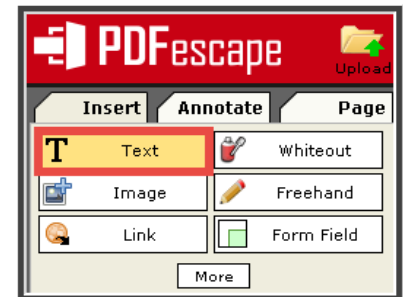 PDFescape
Upload
Insert Annotate Page
T Text Whiteout
Image Freehand
Link Form Field
More